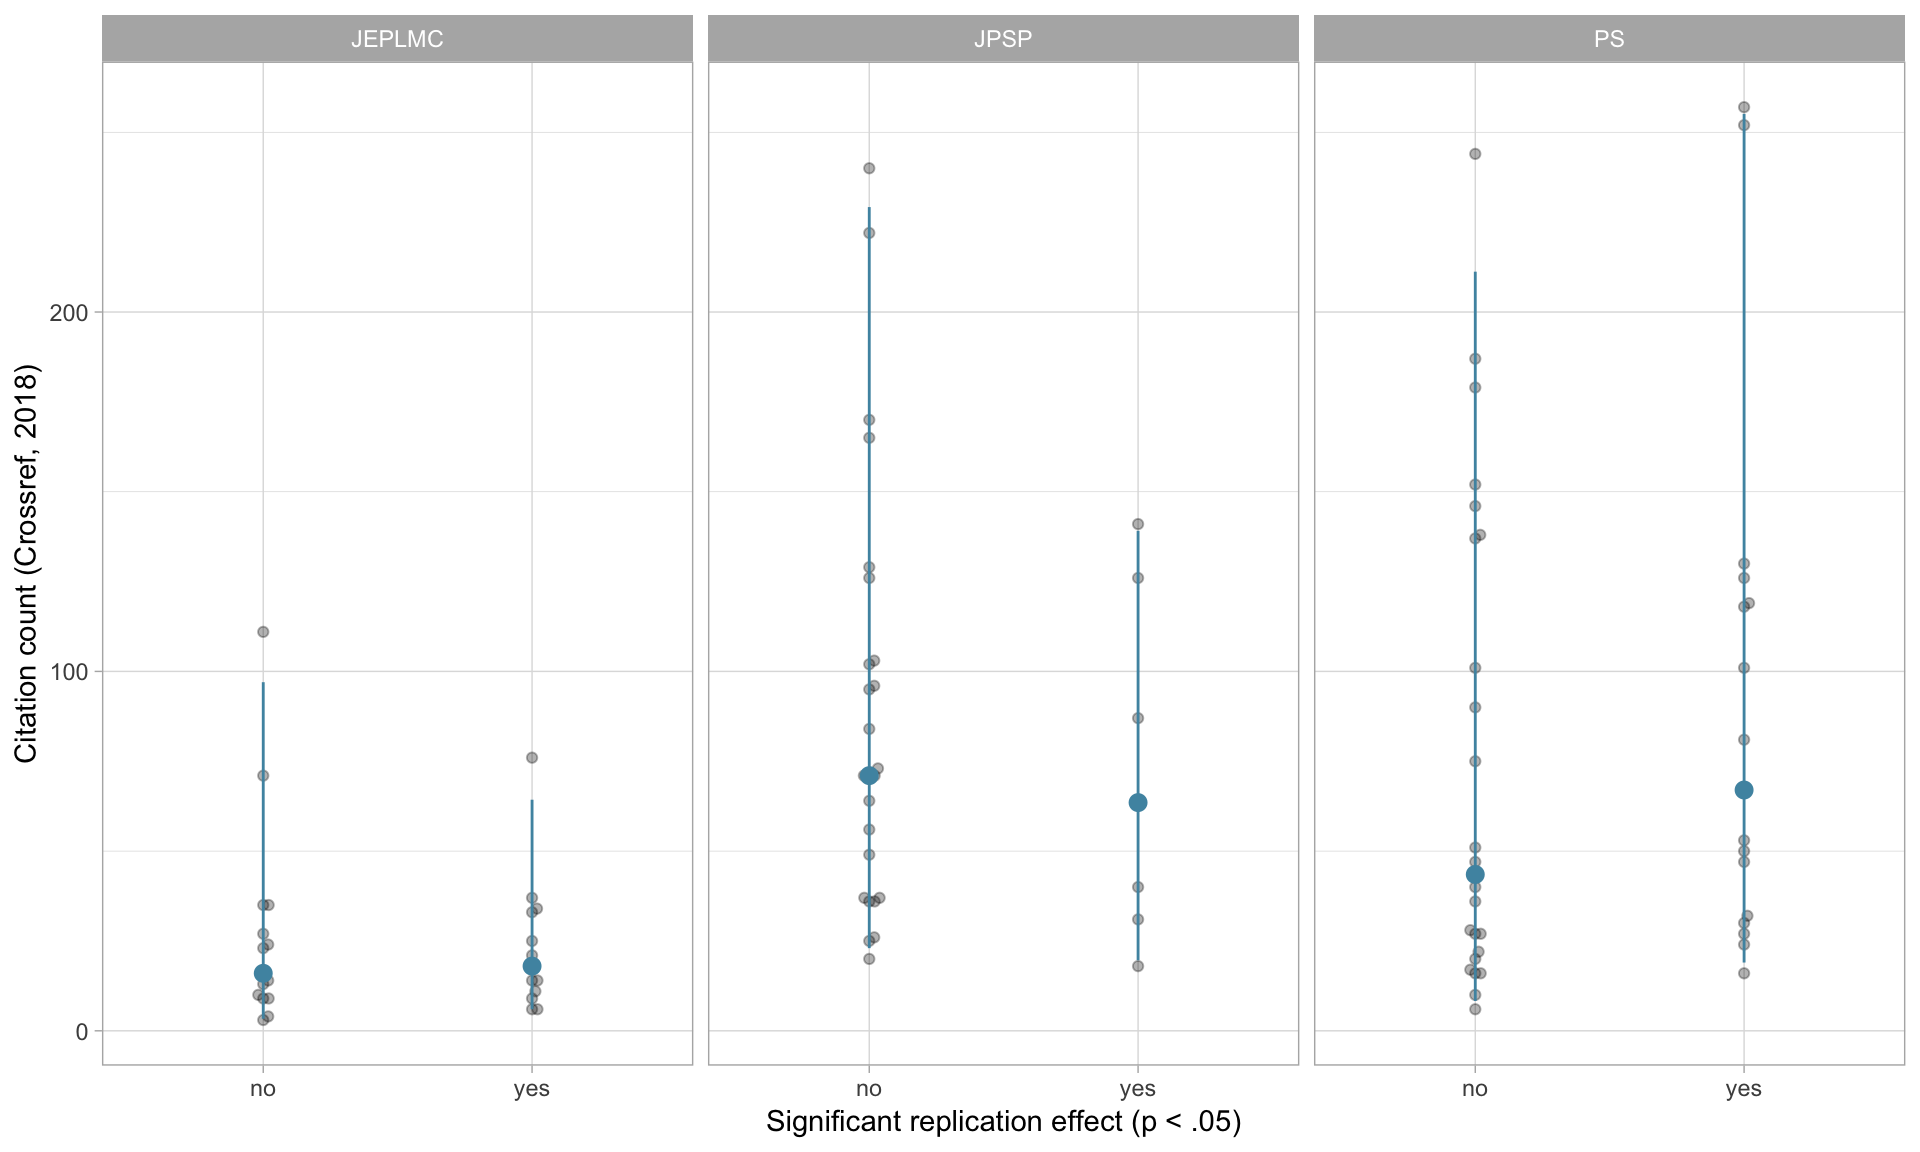 JEPLMC
JPSP
PS
Citation count (Crossref, 2018)
200
100
0
no
yes
no
yes
no
yes
Significant replication effect (p < .05)